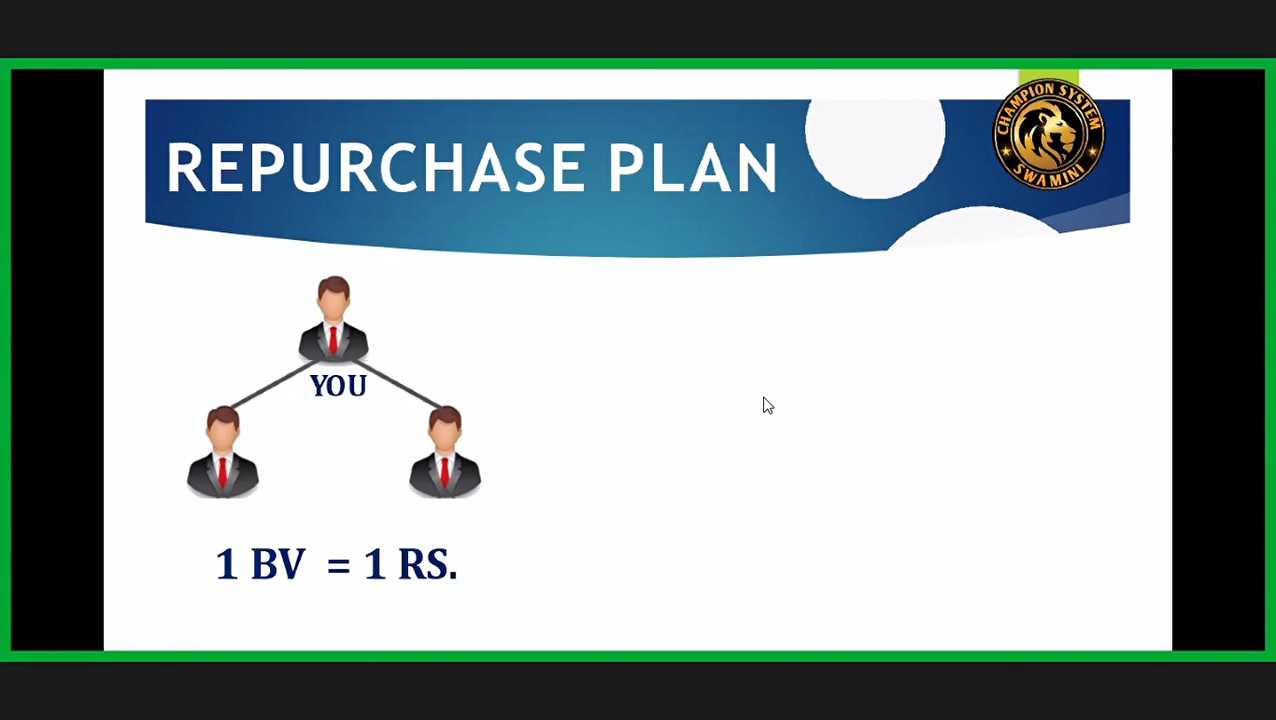 REPURCHASE PLAN
CHAMPION SYSTEM
SWAMINI
YOU
1 BV = 1 RS.